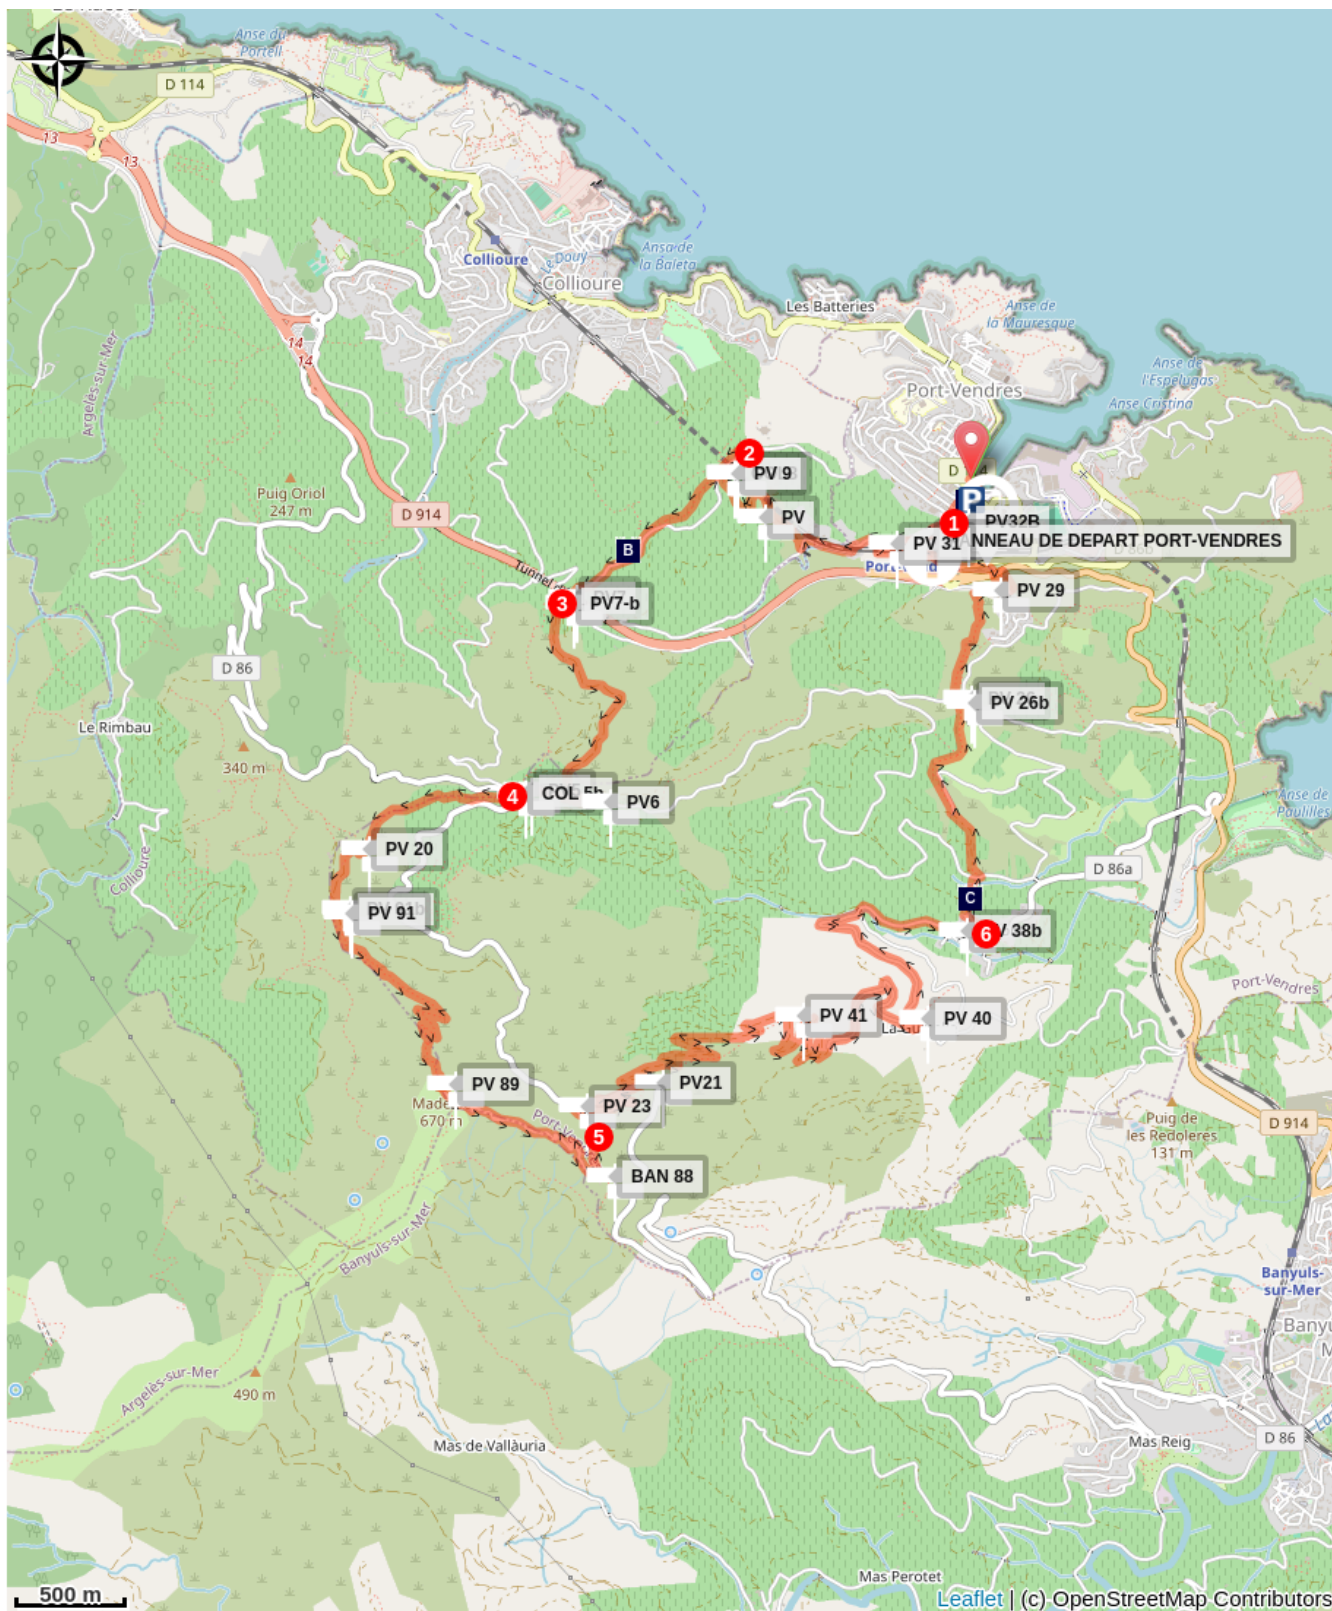 Anse du
Portell
D 114
13
13
Collioure
Le Douy
Collioure
Ansa de
la Baleta
Les Batteries
Anse de
la Mauresque
Argelès-sur-Mer
14
14
Port-Vendres
Anse de
l'Espelugas
Anse Cristina
2
PV 9
D
P
Puig Oriol
247 m
D 914
PV
1
PV32B
NNEAU DE DEPART PORT-VENDRES
PV 31
B
Tunnel
3
PV7-b
PV 29
D 86
PV 26b
Le Rimbau
340 m
4
COL
PV6
Anse de
Paulilles
PV 20
Collioure
D 86a
PV 91
C
6
38b
Port-Vendres
PV 41
PV 40
PV 89
PV21
PV 23
670 m
5
Puig de
les Redoleres
131 m
D 914
BAN 88
Banyuls-sur-Mer
Banyuls-
sur-Mer
Argelès-sur-Mer
490 m
Mas de Vallàuria
Mas Reig
D 86
Mas Perotet
500 m
Leaflet | (c) OpenStreetMap Contributors